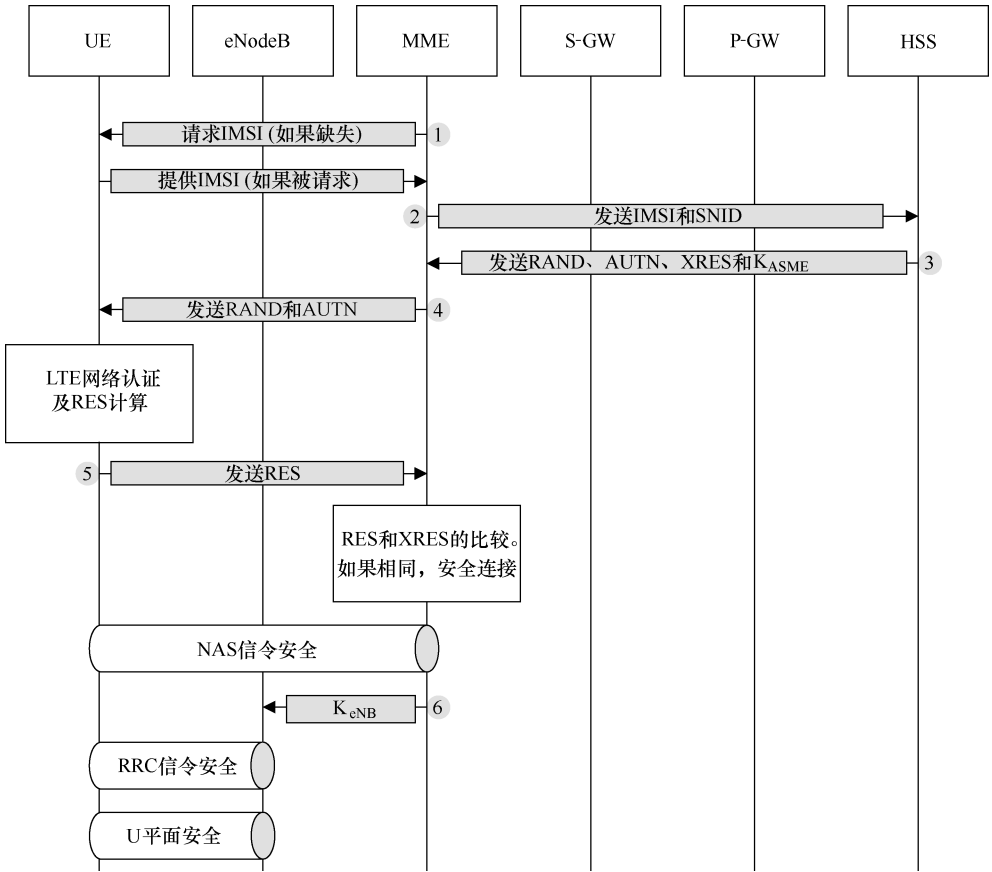 UE
eNodeB
MME
S-GW
P-GW
HSS
请求IMSI (如果缺失)
1
提供IMSI (如果被请求)
2
发送IMSI和SNID
发送RAND、AUTN、XRES和K_ASME
3
发送RAND和AUTN
4
LTE网络认证
及RES计算
5
发送RES
RES和XRES的比较。
如果相同，安全连接
NAS信令安全
K_eNB
6
RRC信令安全
U平面安全